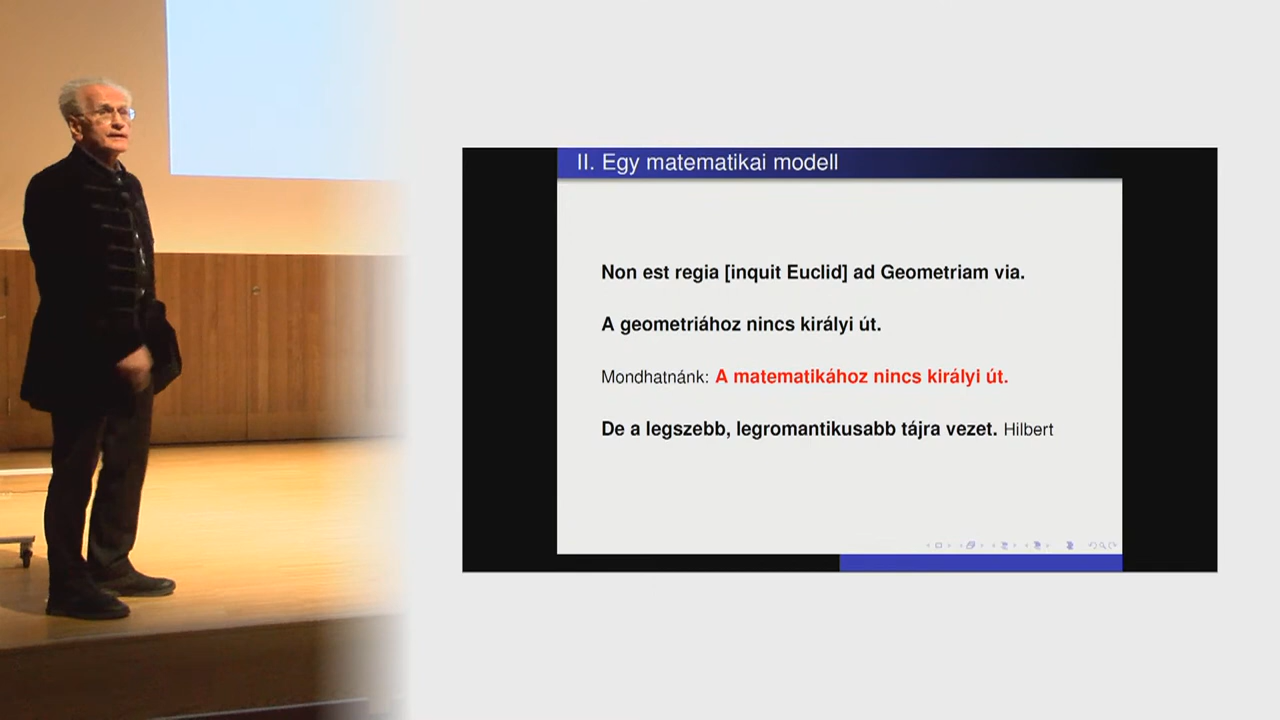 II. Egy matematikai modell
Non est regia [inquit Euclid] ad Geometriam via.
A geometriához nincs királyi út.
Mondhatnánk: A matematikához nincs királyi út.
De a legszebb, legromantikusabb tájra vezet. Hilbert